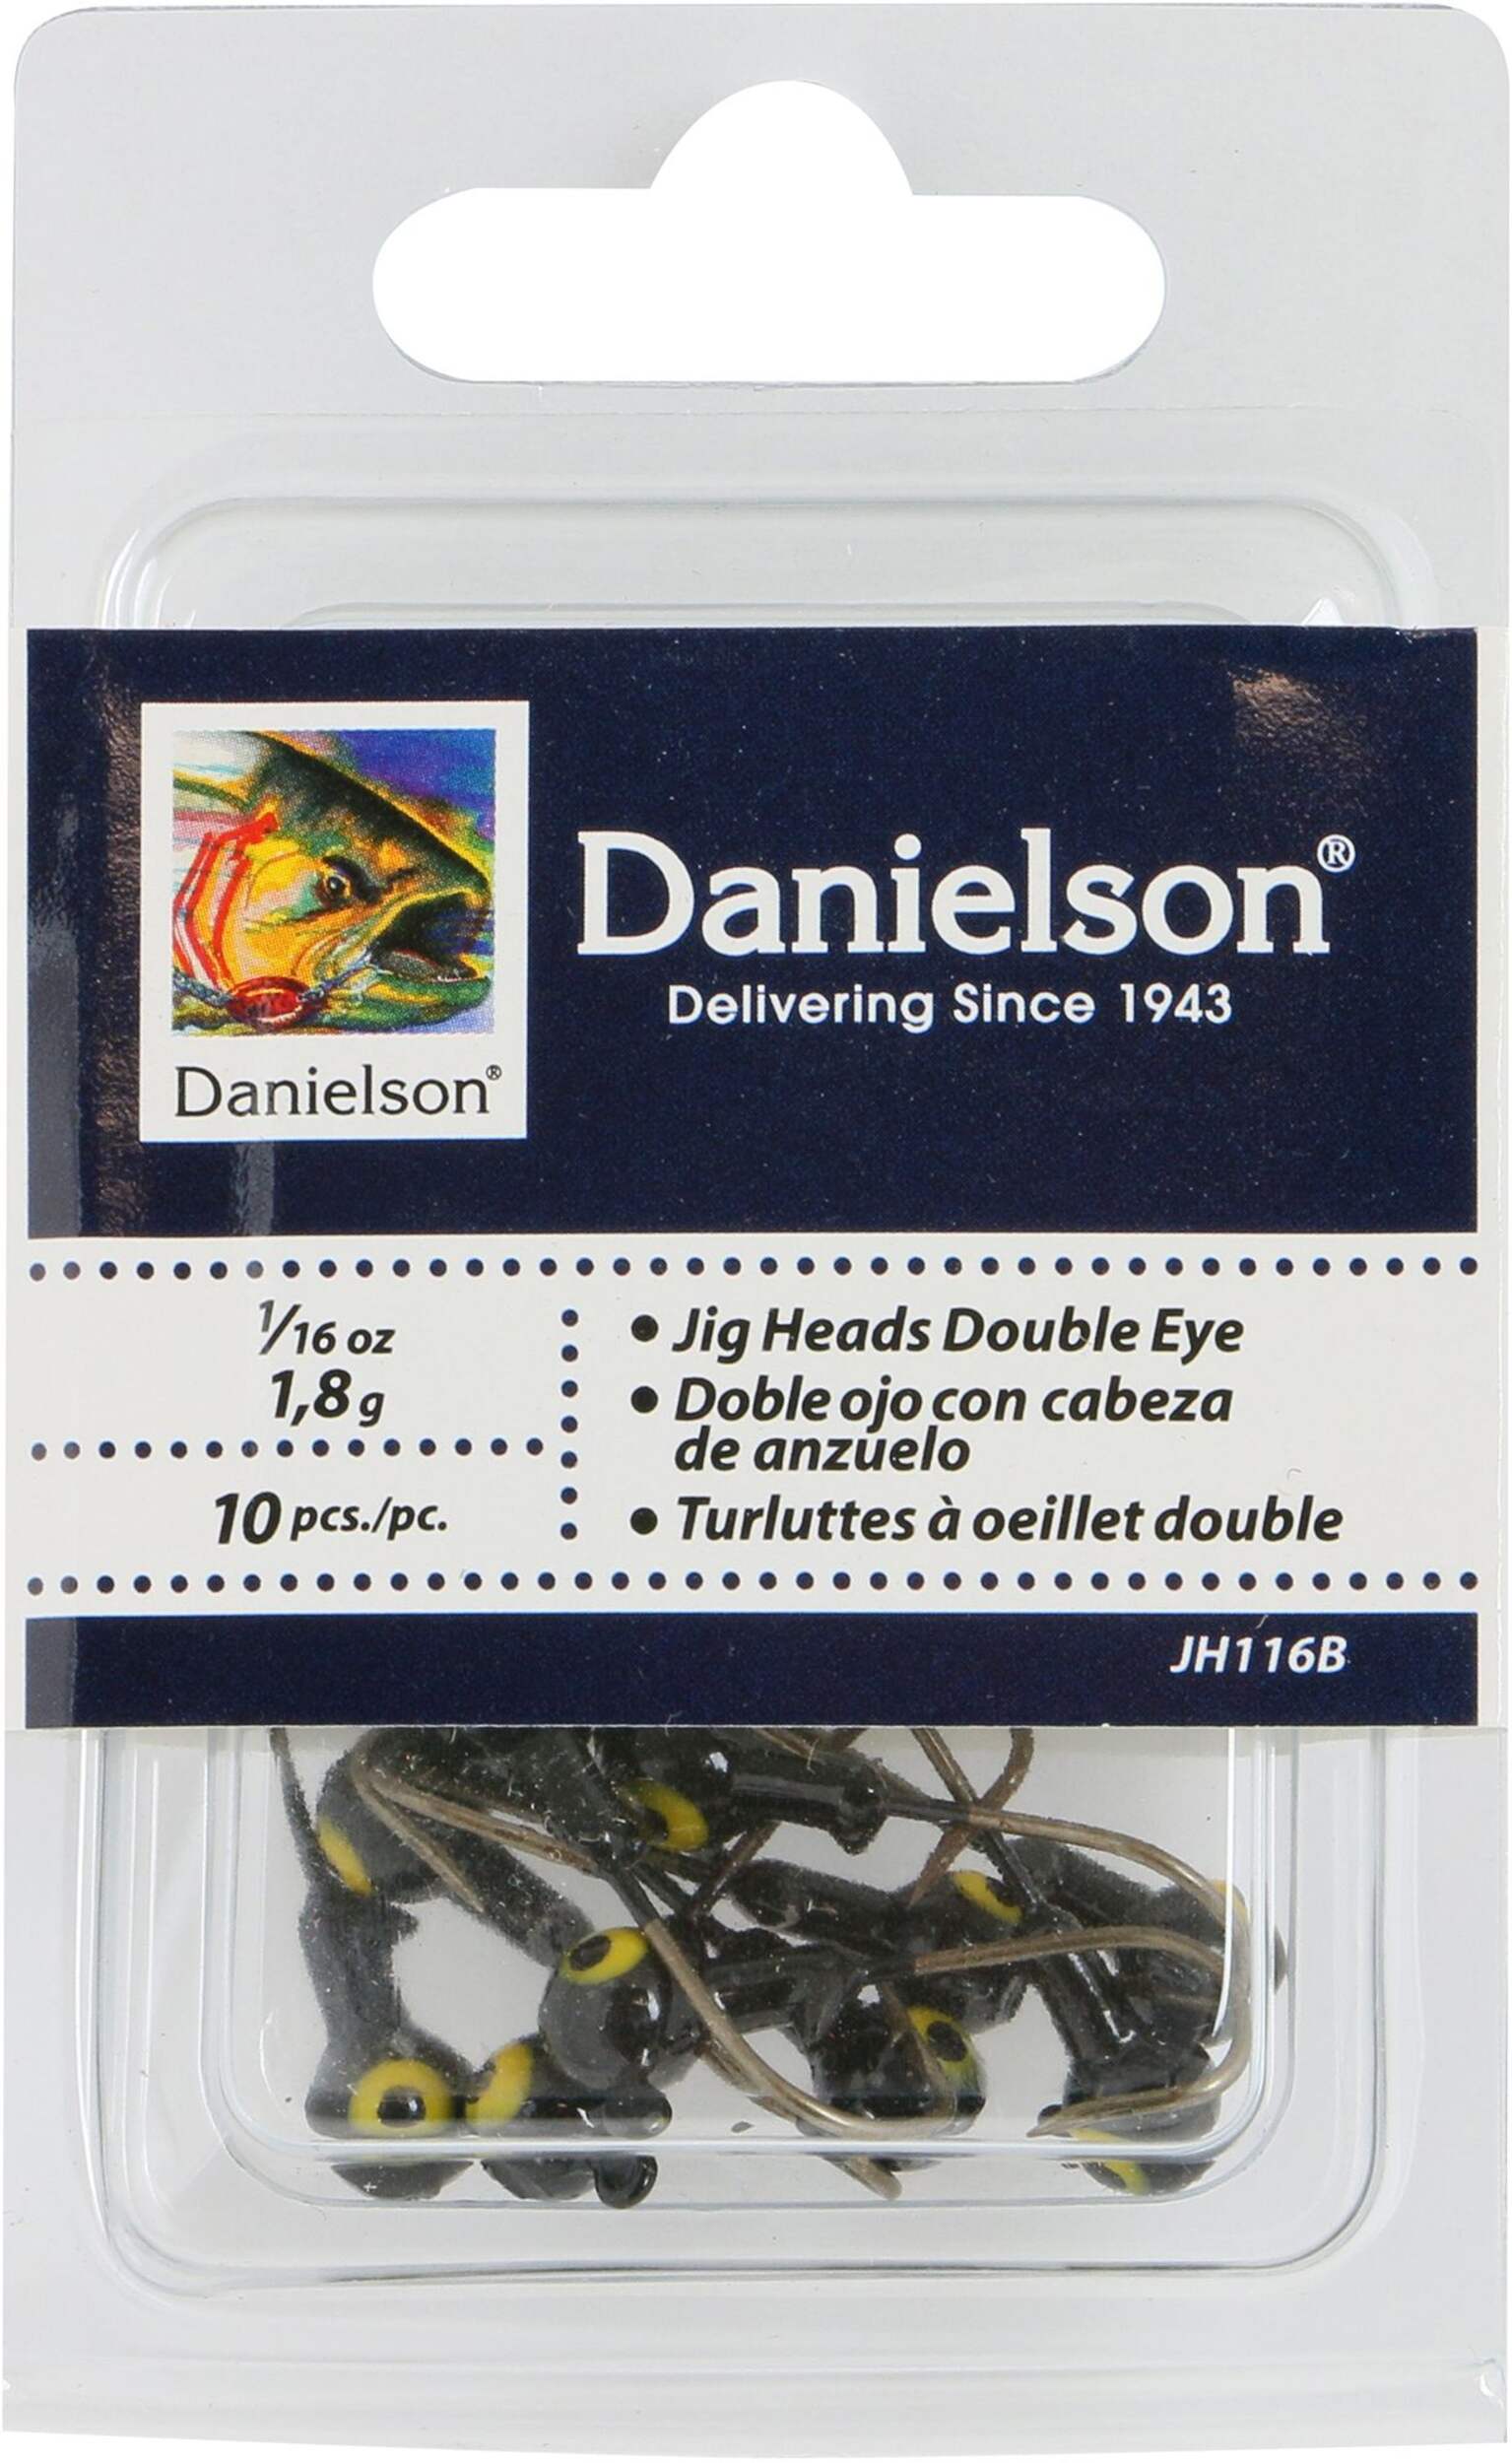 Danielson®
Danielson®
Delivering Since 1943
1/16 oz
1,8 g
10 pcs./pc.
• Jig Heads Double Eye
• Doble ojo con cabeza
de anzuelo
• Turluttes à oeillet double
JH116B